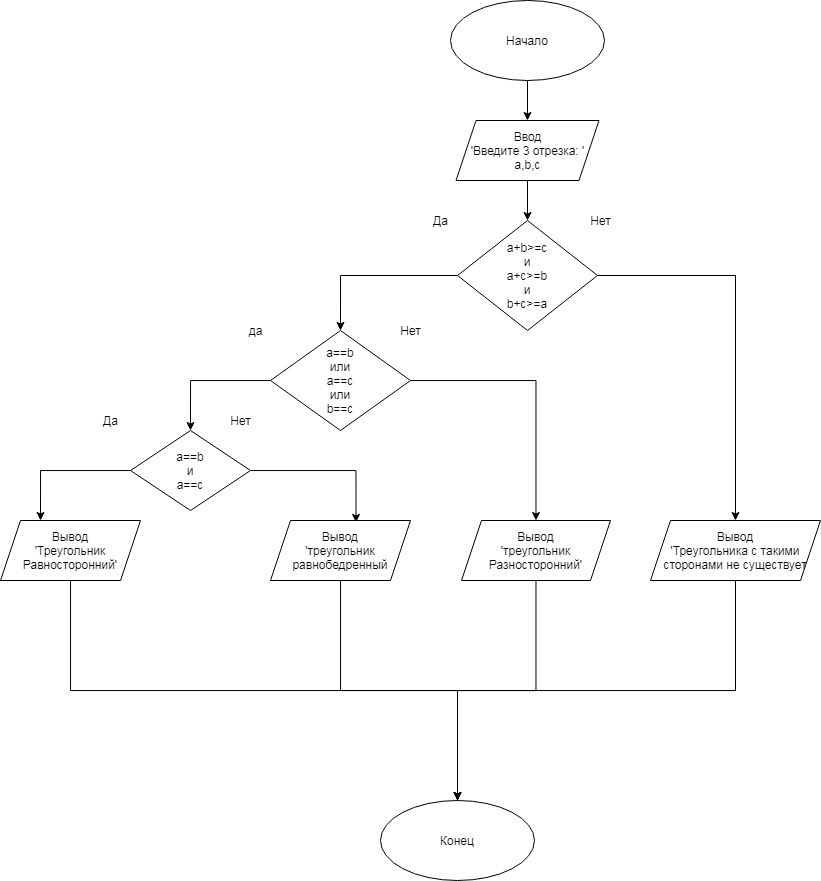 Начало
Ввод
'Введите 3 отрезка: '
a,b,c
Да
Нет
a+b>=c
и
a+c>=b
и
b+c>=a
да
Нет
a==b
или
a==c
или
b==c
Да
Нет
a==b
и
a==c
Вывод
'Треугольник
Равносторонний'
Вывод
'треугольник
равнобедренный
Вывод
'треугольник
Разносторонний'
Вывод
'Треугольника с такими
сторонами не существует
Конец